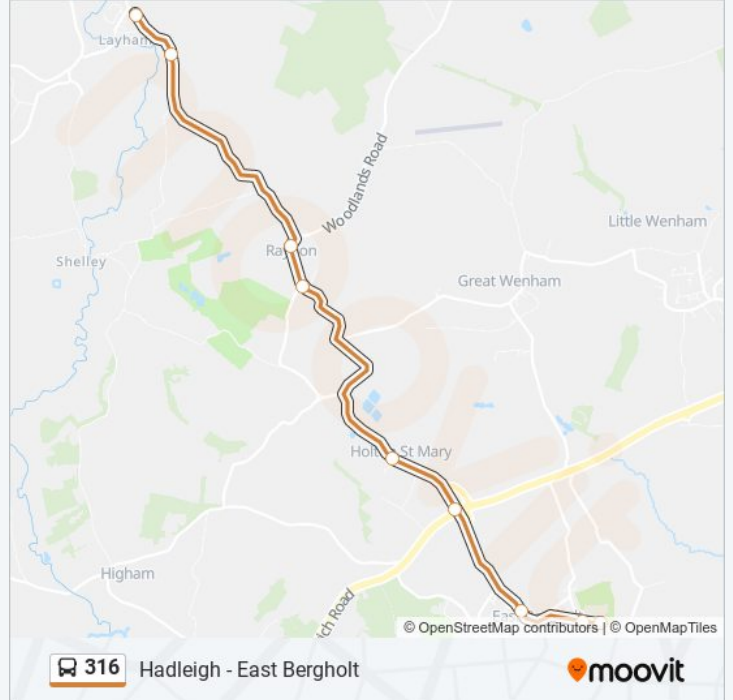 Layham
Woodlands Road
Little Wenham
Shelley
Great Wenham
Holt St Mary
Higham
© OpenStreetMap contributors | © OpenMapTiles
316 Hadleigh - East Bergholt
moovit